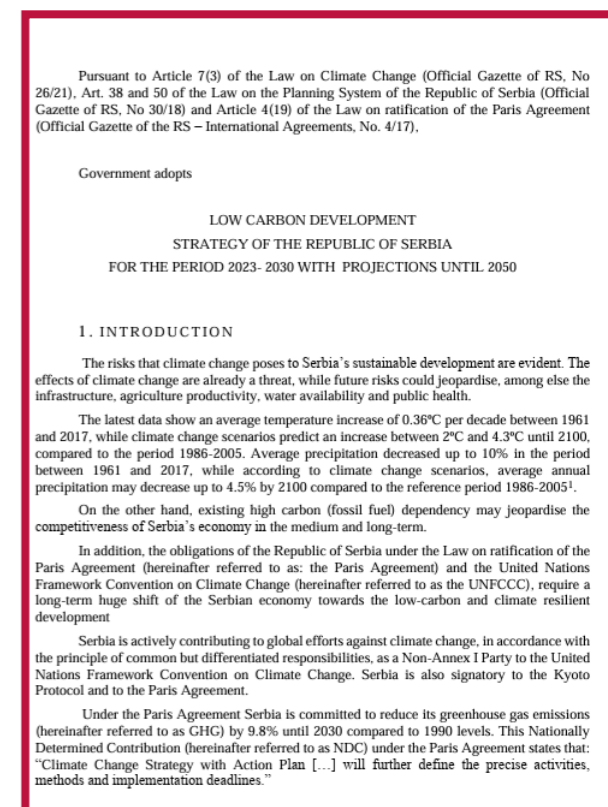 Pursuant to Article 7(3) of the Law on Climate Change (Official Gazette of RS, No
26/21), Art. 38 and 50 of the Law on the Planning System of the Republic of Serbia (Official
Gazette of RS, No 30/18) and Article 4(19) of the Law on ratification of the Paris Agreement
(Official Gazette of the RS – International Agreements, No. 4/17),
Government adopts
LOW CARBON DEVELOPMENT
STRATEGY OF THE REPUBLIC OF SERBIA
FOR THE PERIOD 2023- 2030 WITH PROJECTIONS UNTIL 2050
1. INTRODUCTION
The risks that climate change poses to Serbia's sustainable development are evident. The
effects of climate change are already a threat, while future risks could jeopardise, among else the
infrastructure, agriculture productivity, water availability and public health.
The latest data show an average temperature increase of 0.36ºC per decade between 1961
and 2017, while climate change scenarios predict an increase between 2ºC and 4.3ºC until 2100,
compared to the period 1986-2005. Average precipitation decreased up to 10% in the period
between 1961 and 2017, while according to climate change scenarios, average annual
precipitation may decrease up to 4.5% by 2100 compared to the reference period 1986-2005¹.
On the other hand, existing high carbon (fossil fuel) dependency may jeopardise the
competitiveness of Serbia's economy in the medium and long-term.
In addition, the obligations of the Republic of Serbia under the Law on ratification of the
Paris Agreement (hereinafter referred to as: the Paris Agreement) and the United Nations
Framework Convention on Climate Change (hereinafter referred to as the UNFCCC), require a
long-term huge shift of the Serbian economy towards the low-carbon and climate resilient
development
Serbia is actively contributing to global efforts against climate change, in accordance with
the principle of common but differentiated responsibilities, as a Non-Annex I Party to the United
Nations Framework Convention on Climate Change. Serbia is also signatory to the Kyoto
Protocol and to the Paris Agreement.
Under the Paris Agreement Serbia is committed to reduce its greenhouse gas emissions
(hereinafter referred to as GHG) by 9.8% until 2030 compared to 1990 levels. This Nationally
Determined Contribution (hereinafter referred to as NDC) under the Paris Agreement states that:
"Climate Change Strategy with Action Plan […] will further define the precise activities,
methods and implementation deadlines."